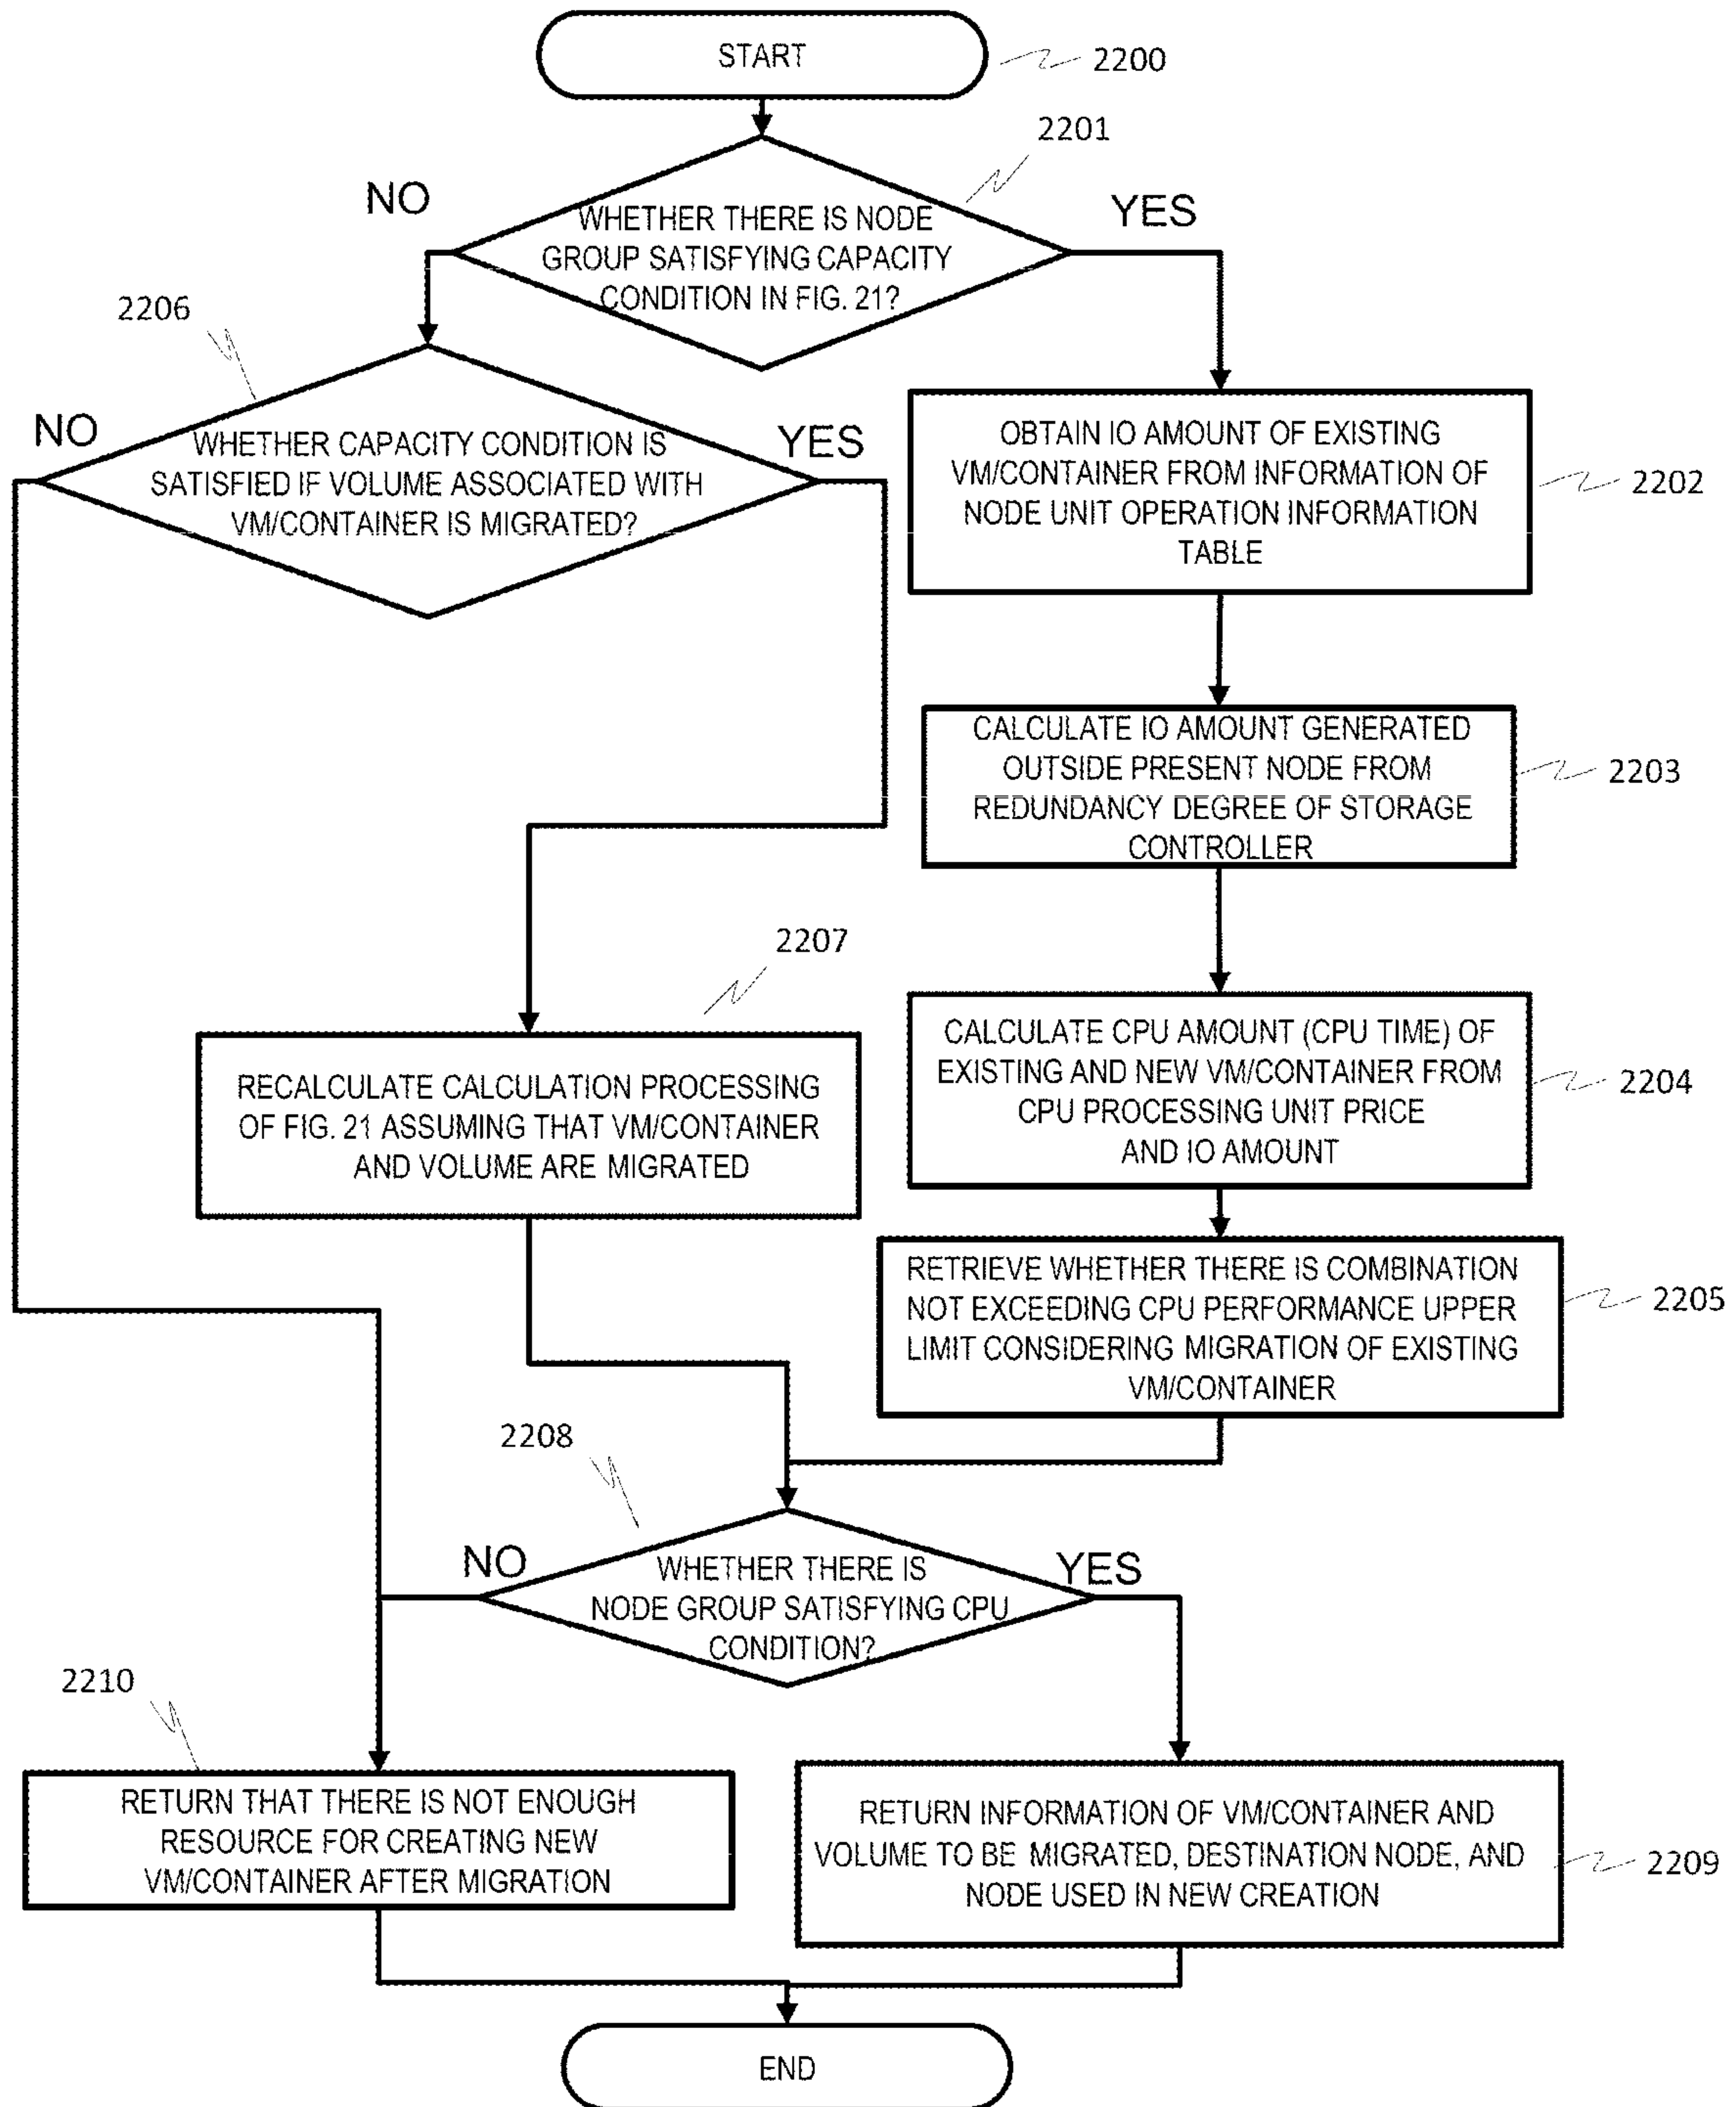 START
2200
2201
NO
YES
WHETHER THERE IS NODE
GROUP SATISFYING CAPACITY
CONDITION IN FIG. 21?
2206
NO
YES
WHETHER CAPACITY CONDITION IS
SATISFIED IF VOLUME ASSOCIATED WITH
VM/CONTAINER IS MIGRATED?
OBTAIN IO AMOUNT OF EXISTING
VM/CONTAINER FROM INFORMATION OF
NODE UNIT OPERATION INFORMATION
TABLE
2202
CALCULATE IO AMOUNT GENERATED
OUTSIDE PRESENT NODE FROM
REDUNDANCY DEGREE OF STORAGE
CONTROLLER
2203
2207
RECALCULATE CALCULATION PROCESSING
OF FIG. 21 ASSUMING THAT VM/CONTAINER
AND VOLUME ARE MIGRATED
CALCULATE CPU AMOUNT (CPU TIME) OF
EXISTING AND NEW VM/CONTAINER FROM
CPU PROCESSING UNIT PRICE
AND IO AMOUNT
2204
RETRIEVE WHETHER THERE IS COMBINATION
NOT EXCEEDING CPU PERFORMANCE UPPER
LIMIT CONSIDERING MIGRATION OF EXISTING
VM/CONTAINER
2205
2208
NO
YES
WHETHER THERE IS
NODE GROUP SATISFYING CPU
CONDITION?
2210
RETURN THAT THERE IS NOT ENOUGH
RESOURCE FOR CREATING NEW
VM/CONTAINER AFTER MIGRATION
RETURN INFORMATION OF VM/CONTAINER AND
VOLUME TO BE MIGRATED, DESTINATION NODE, AND
NODE USED IN NEW CREATION
2209
END